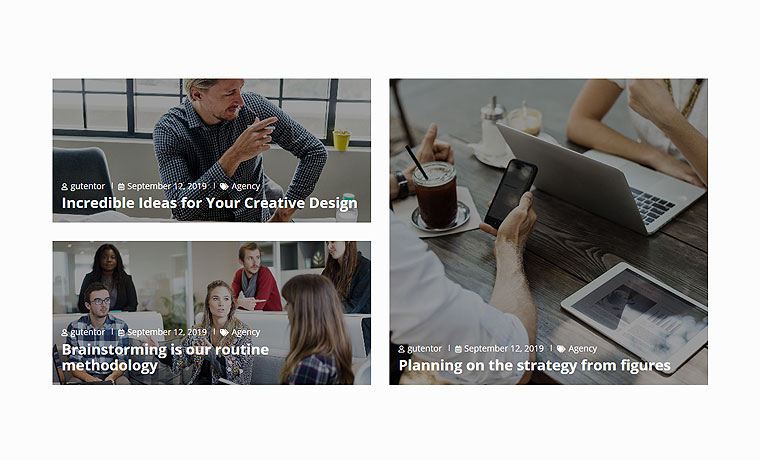 gutentor | September 12, 2019 | Agency
Incredible Ideas for Your Creative Design
gutentor | September 12, 2019 | Agency
Brainstorming is our routine
methodology
gutentor | September 12, 2019 | Agency
Planning on the strategy from figures